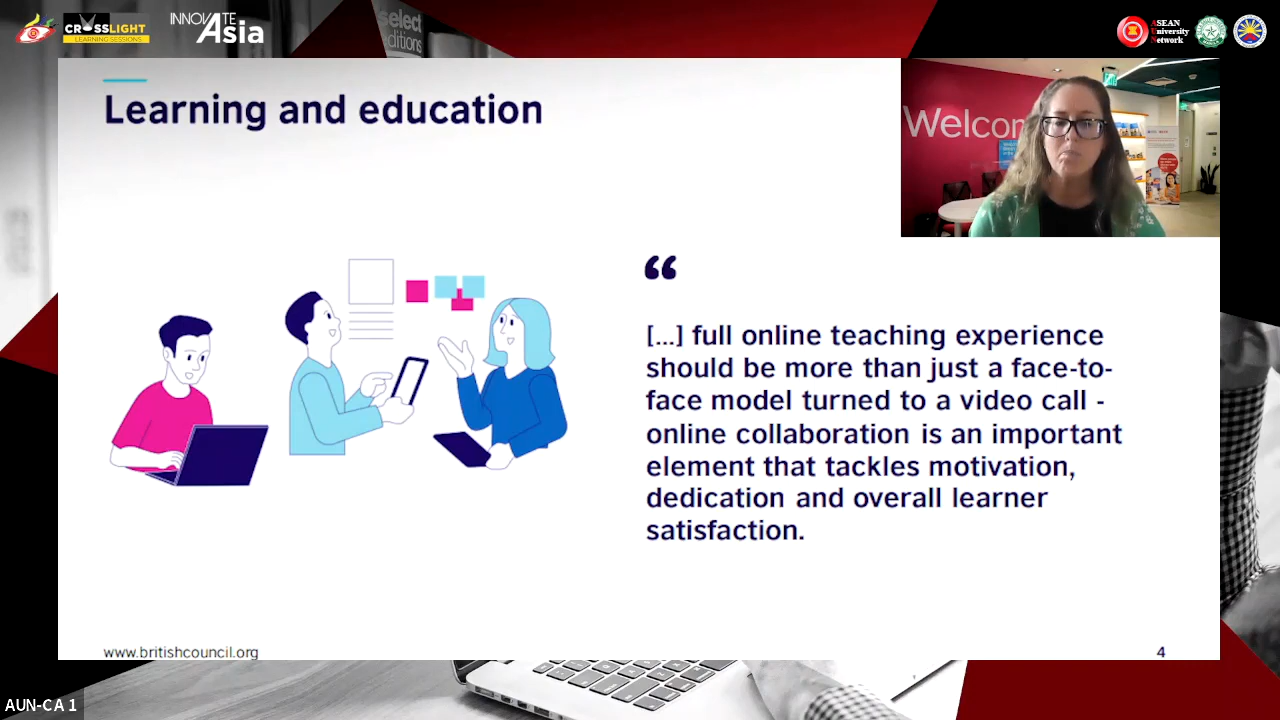 CROSSLIGHT
LEARNING SESSIONS
INNOVATE
Asia
select
editions
ASEAN
University
Network
Learning and education
Welcom
“
[...] full online teaching experience
should be more than just a face-to-
face model turned to a video call -
online collaboration is an important
element that tackles motivation,
dedication and overall learner
satisfaction.
www.britishcouncil.org
4
AUN-CA 1